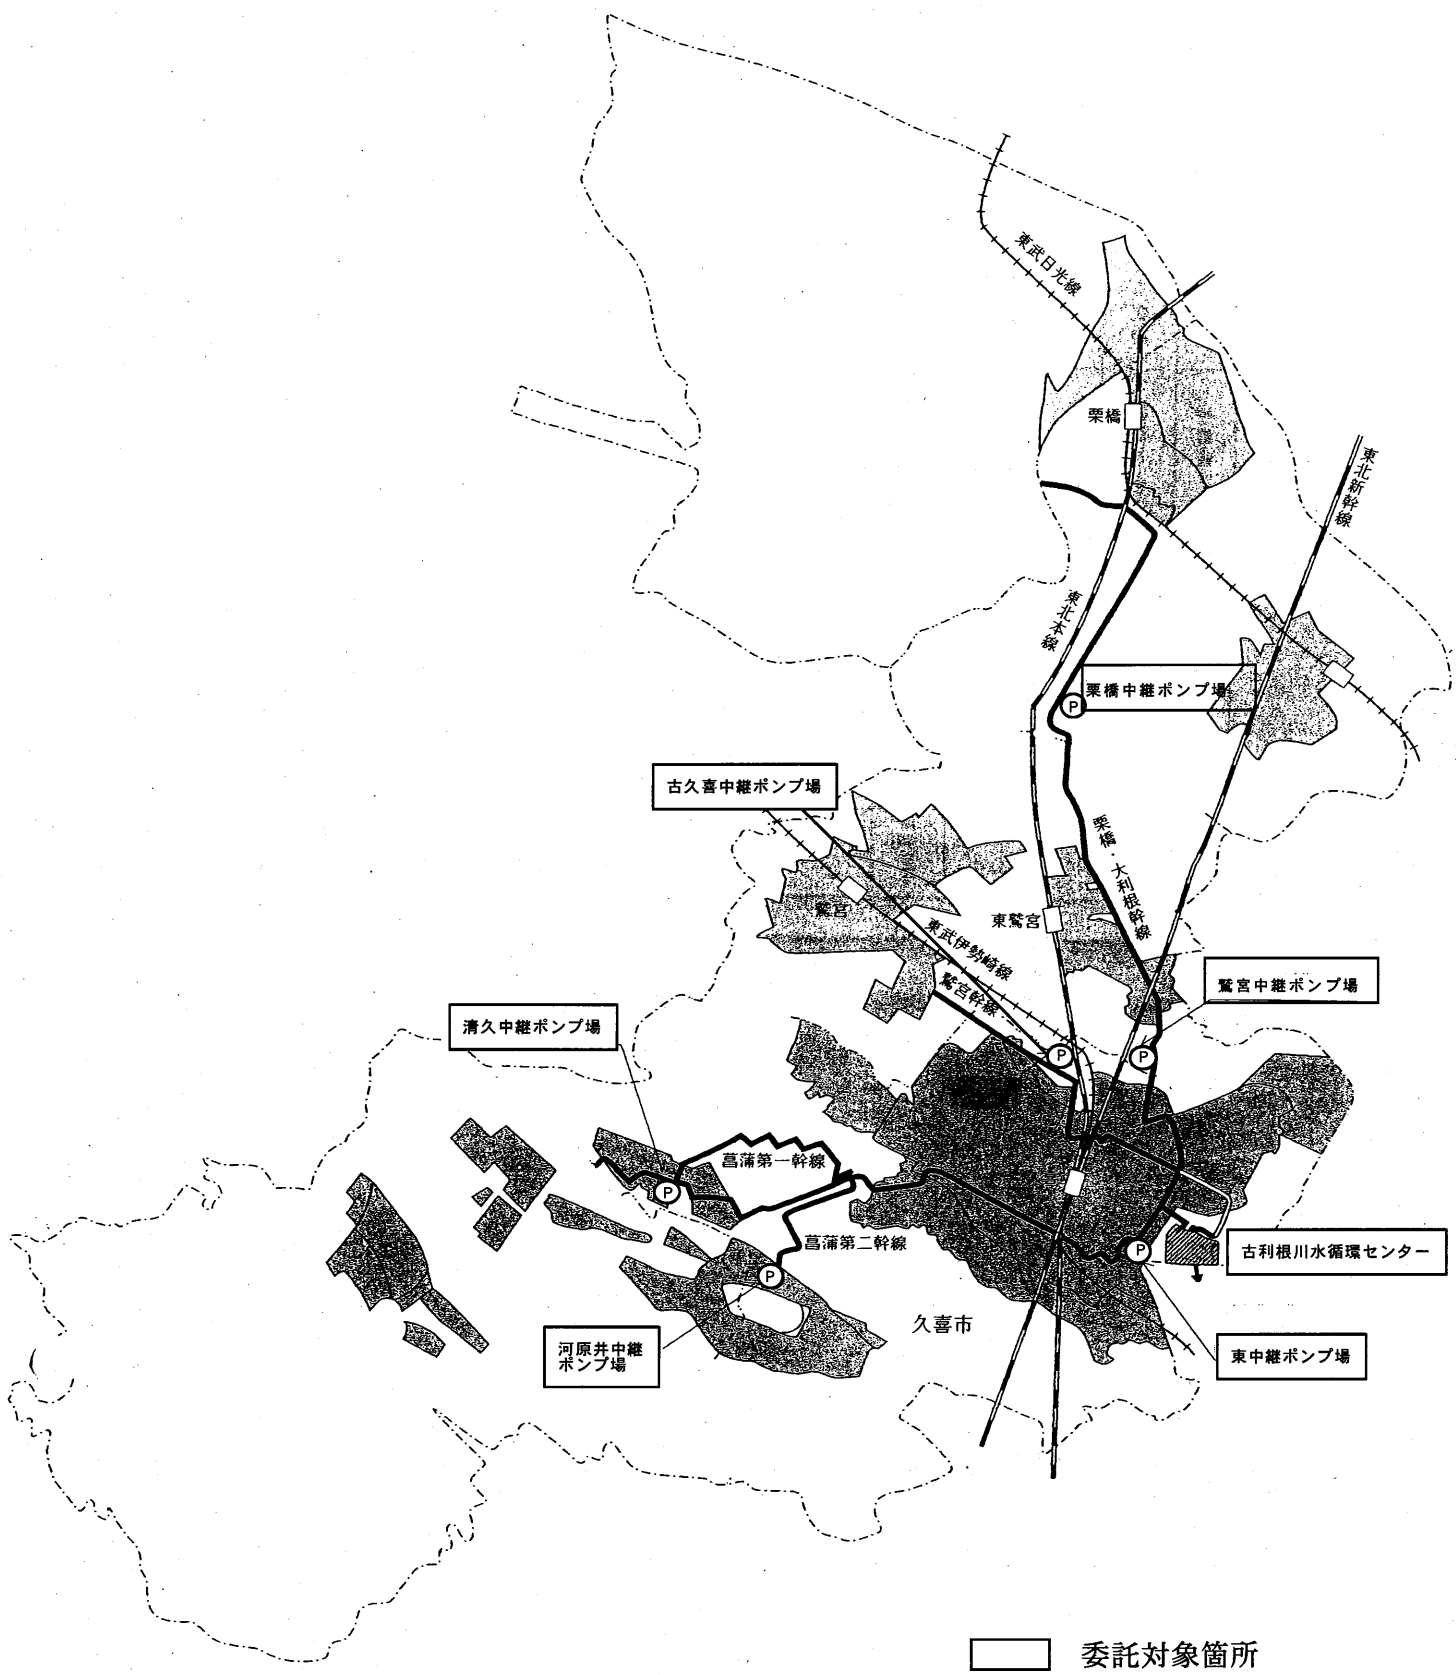 東武日光線
栗橋
東北新幹線
東北本線
P
栗橋中継ポンプ場
古久喜中継ポンプ場
栗橋・大利根幹線
鷲宮
東鷲宮
東武伊勢崎線
鷲宮幹線
鷲宮中継ポンプ場
清久中継ポンプ場
P
P
菖蒲第一幹線
P
菖蒲第二幹線
P
P
古利根川水循環センター
久喜市
河原井中継
ポンプ場
東中継ポンプ場
委託対象箇所